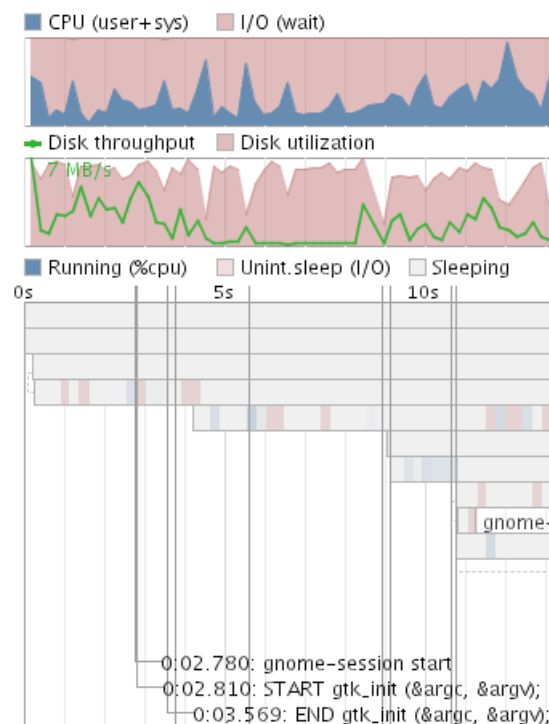 CPU (user+sys) I/O (wait)
Disk throughput Disk utilization
7 MB/s
Running (%cpu) Unint.sleep (I/O) Sleeping
0s 5s 10s
gnome-
0:02.780: gnome-session start
0:02.810: START gtk_init (&argc, &argv);
0:03.569: END gtk_init (&argc, &argv);